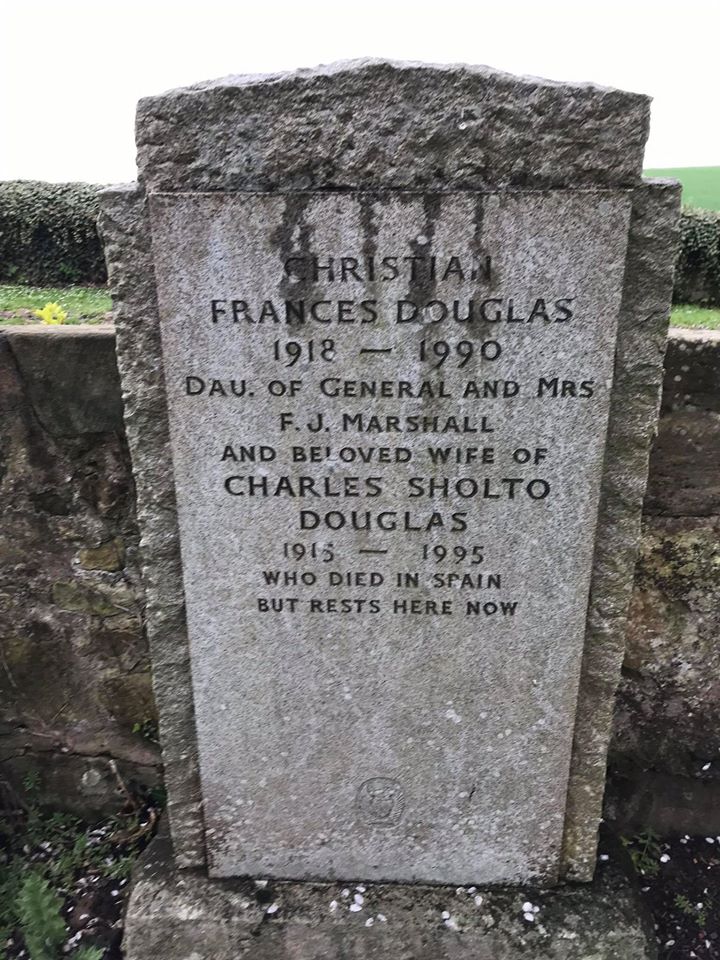 CHRISTIAN
FRANCES DOUGLAS
1918 — 1990
DAU. OF GENERAL AND MRS
F. J. MARSHALL
AND BELOVED WIFE OF
CHARLES SHOLTO
DOUGLAS
1915 — 1995
WHO DIED IN SPAIN
BUT RESTS HERE NOW